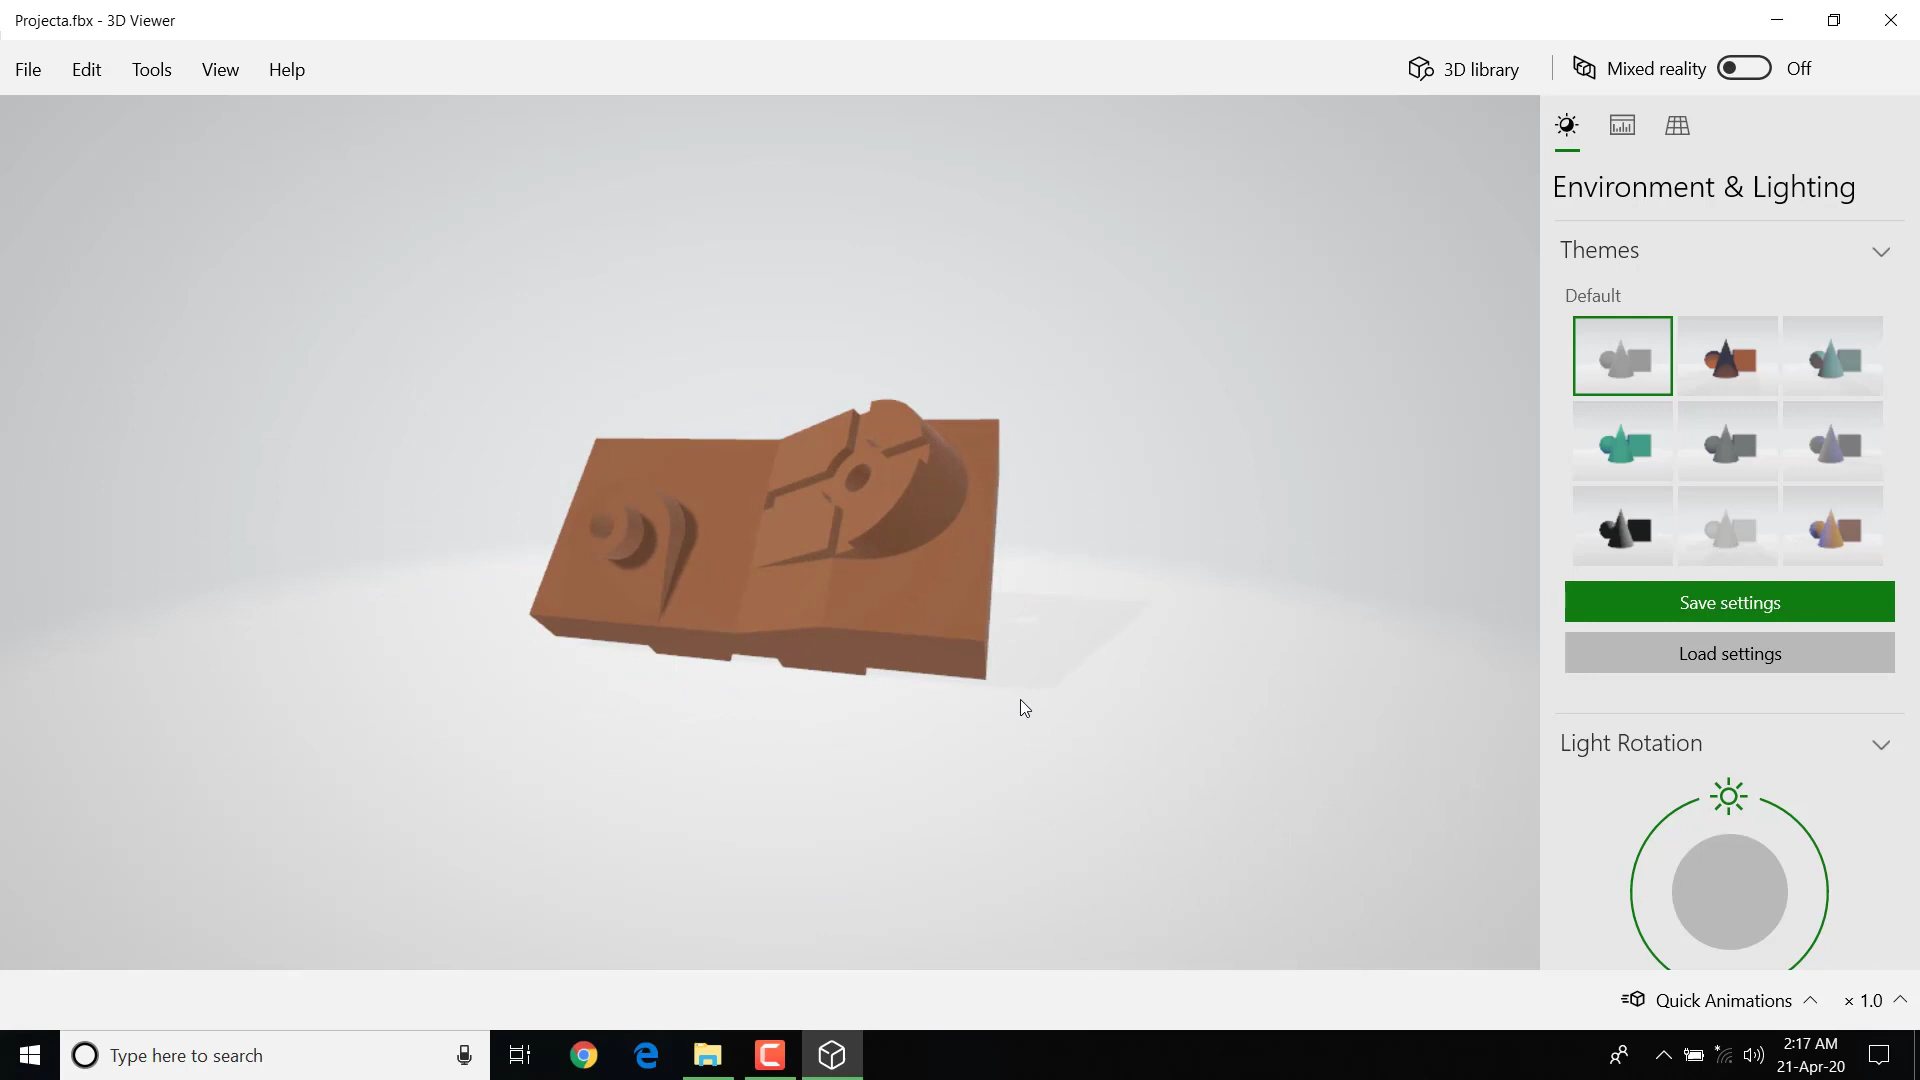 Projecta.fbx - 3D Viewer
File Edit Tools View Help
3D library
Mixed reality Off
Environment & Lighting
Themes
Default
Save settings
Load settings
Light Rotation
Quick Animations × 1.0
Type here to search
2:17 AM
21-Apr-20